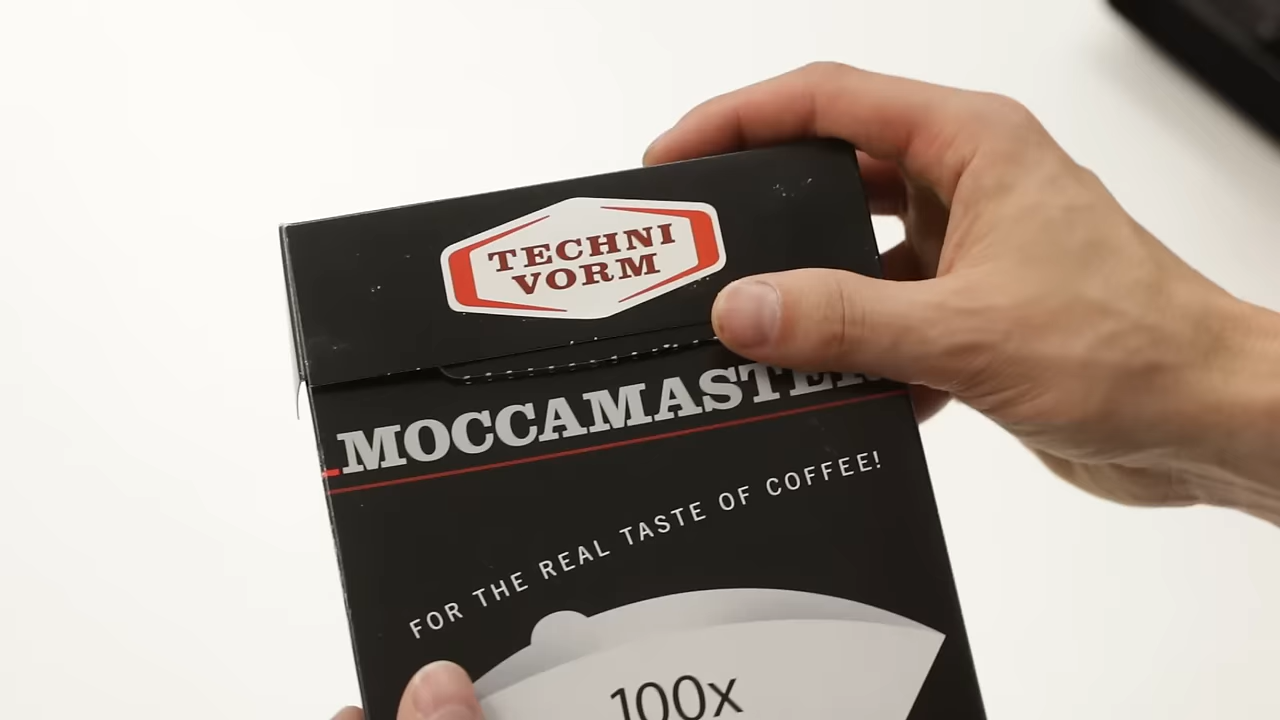 TECHNI
VORM
MOCCAMASTER
FOR THE REAL TASTE OF COFFEE!
100x